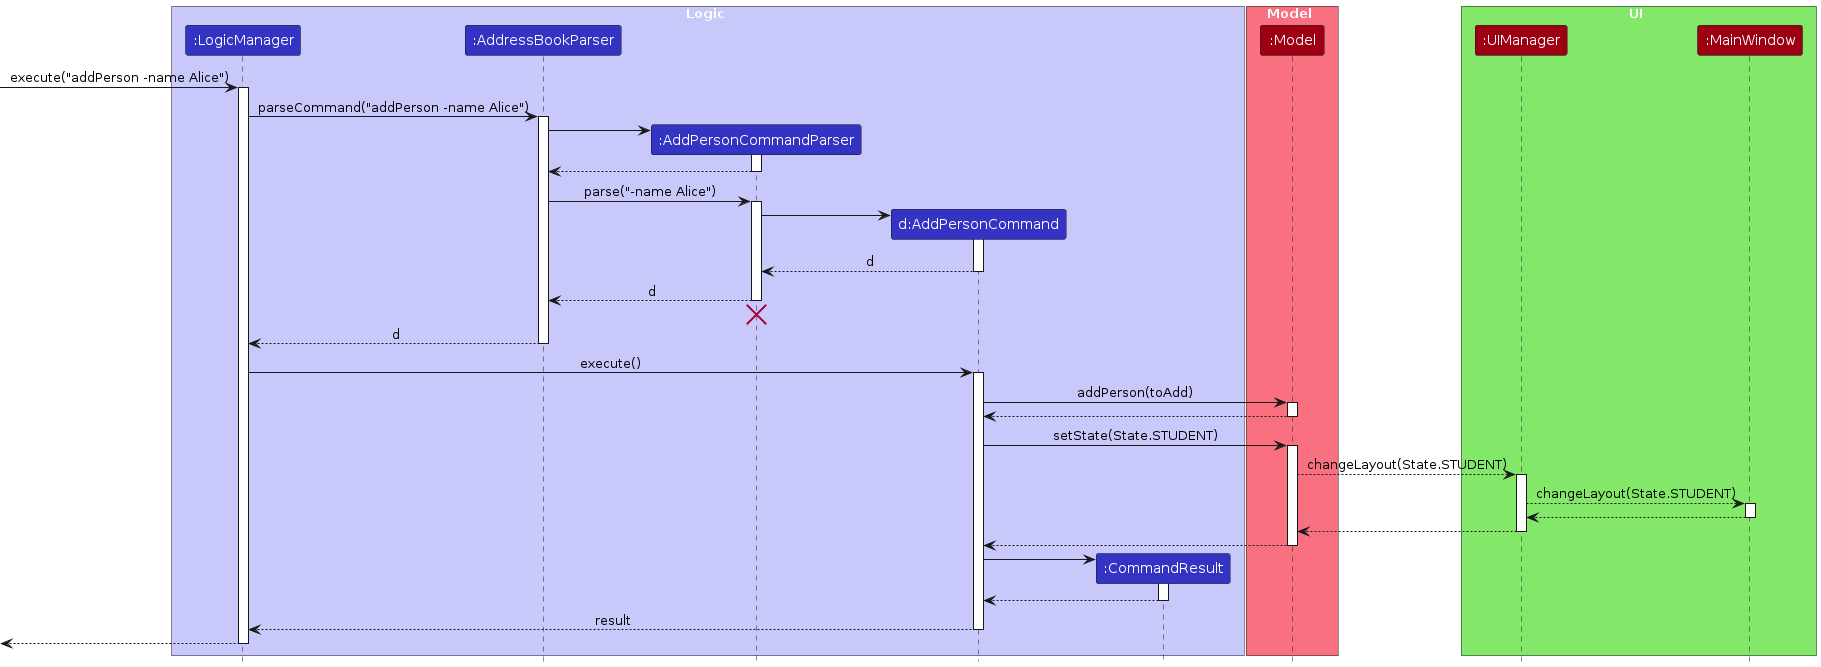 Logic
Model
UI
:LogicManager
:AddressBookParser
:Model
:UIManager
:MainWindow
execute("addPerson -name Alice")
parseCommand("addPerson -name Alice")
:AddPersonCommandParser
parse("-name Alice")
d:AddPersonCommand
d
d
d
execute()
addPerson(toAdd)
setState(State.STUDENT)
changeLayout(State.STUDENT)
changeLayout(State.STUDENT)
:CommandResult
result